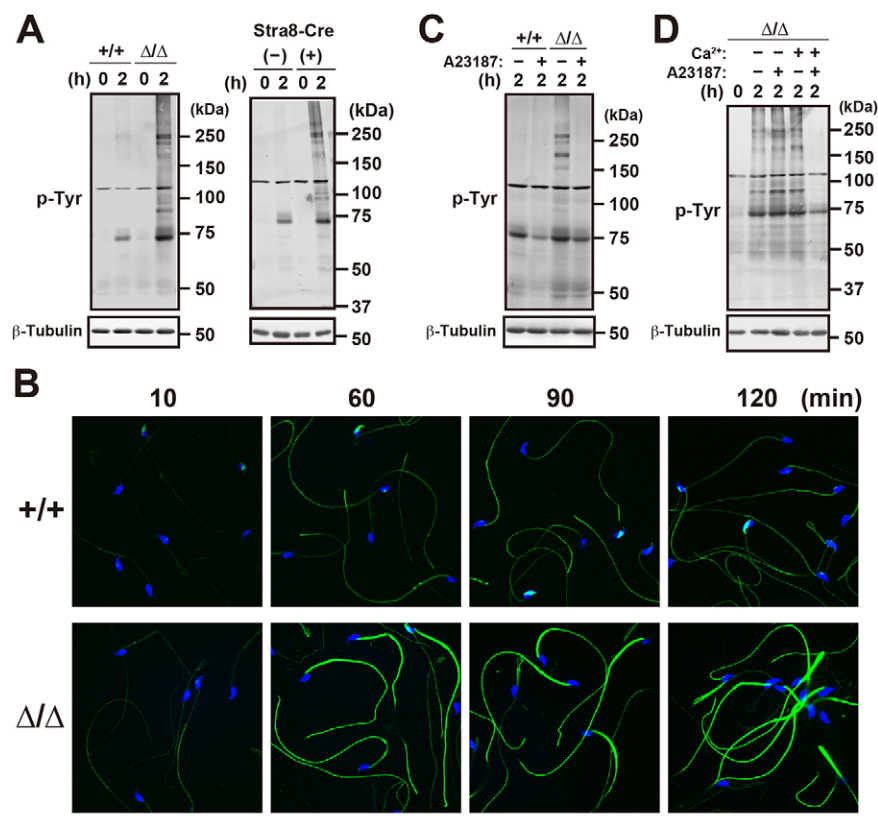 A
+/+ Δ/Δ
(h) 0 2 0 2
(kDa)
250
150
100
75
50
p-Tyr
β-Tubulin
50
Stra8-Cre
(−) (+)
(h) 0 2 0 2
(kDa)
250
150
100
75
50
37
50
C
+/+ Δ/Δ
A23187: − + − +
(h) 2 2 2 2
(kDa)
250
150
100
75
50
p-Tyr
β-Tubulin
50
D
Δ/Δ
Ca²⁺: − − + +
A23187: − + − +
(h) 0 2 2 2 2
(kDa)
250
150
100
75
50
37
p-Tyr
β-Tubulin
50
B
10 60 90 120 (min)
+/+
Δ/Δ